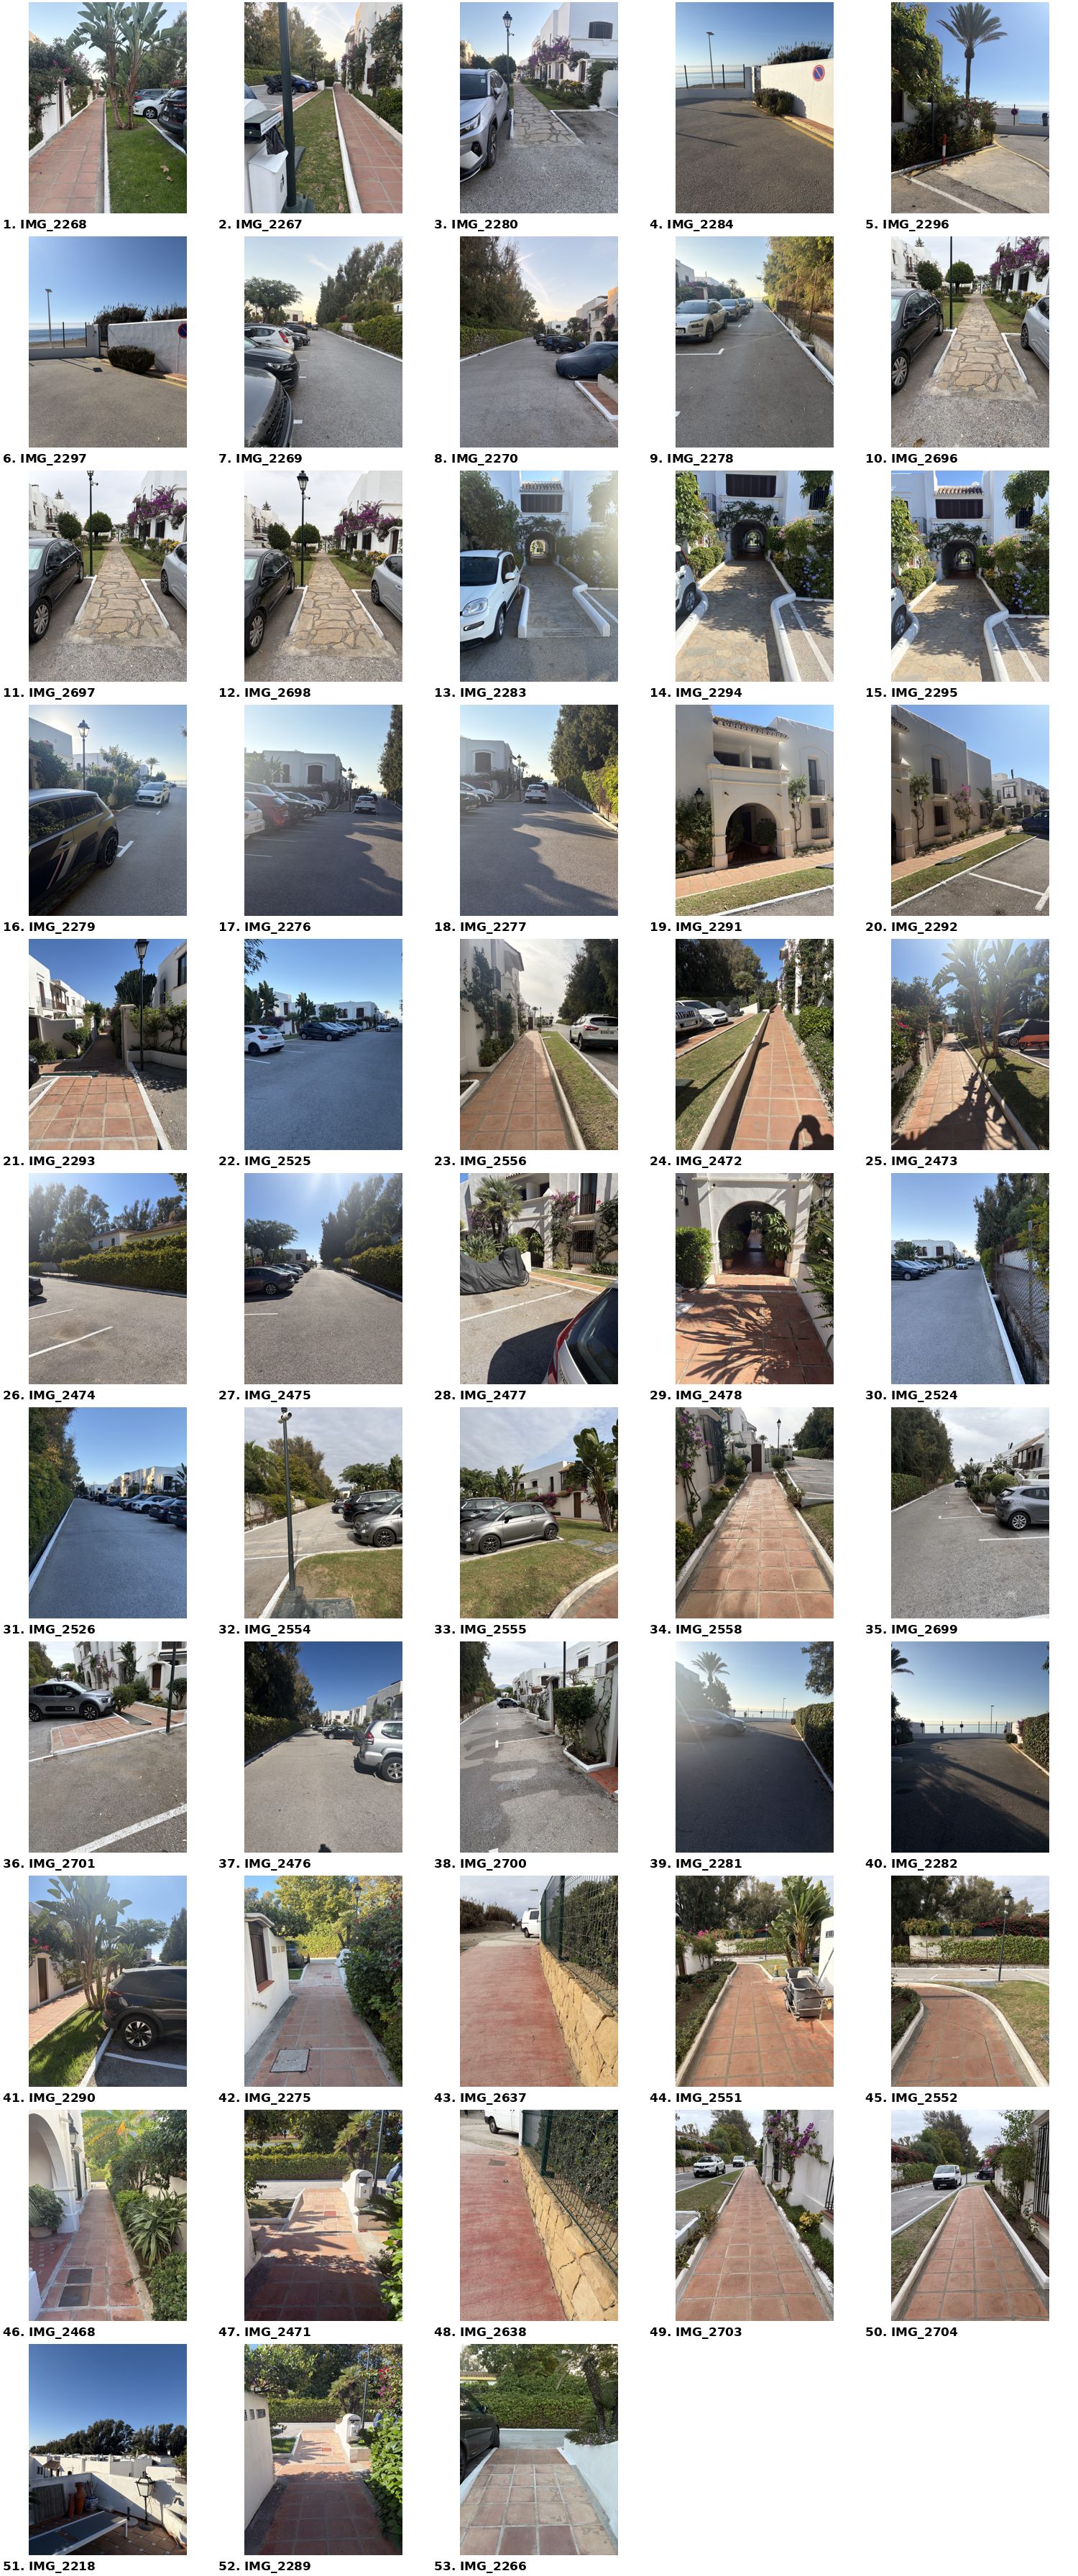 1. IMG_2268
2. IMG_2267
3. IMG_2280
4. IMG_2284
5. IMG_2296
6. IMG_2297
7. IMG_2269
8. IMG_2270
9. IMG_2278
10. IMG_2696
11. IMG_2697
12. IMG_2698
13. IMG_2283
14. IMG_2294
15. IMG_2295
16. IMG_2279
17. IMG_2276
18. IMG_2277
19. IMG_2291
20. IMG_2292
21. IMG_2293
22. IMG_2525
23. IMG_2556
24. IMG_2472
25. IMG_2473
26. IMG_2474
27. IMG_2475
28. IMG_2477
29. IMG_2478
30. IMG_2524
31. IMG_2526
32. IMG_2554
33. IMG_2555
34. IMG_2558
35. IMG_2699
36. IMG_2701
37. IMG_2476
38. IMG_2700
39. IMG_2281
40. IMG_2282
41. IMG_2290
42. IMG_2275
43. IMG_2637
44. IMG_2551
45. IMG_2552
46. IMG_2468
47. IMG_2471
48. IMG_2638
49. IMG_2703
50. IMG_2704
51. IMG_2218
52. IMG_2289
53. IMG_2266